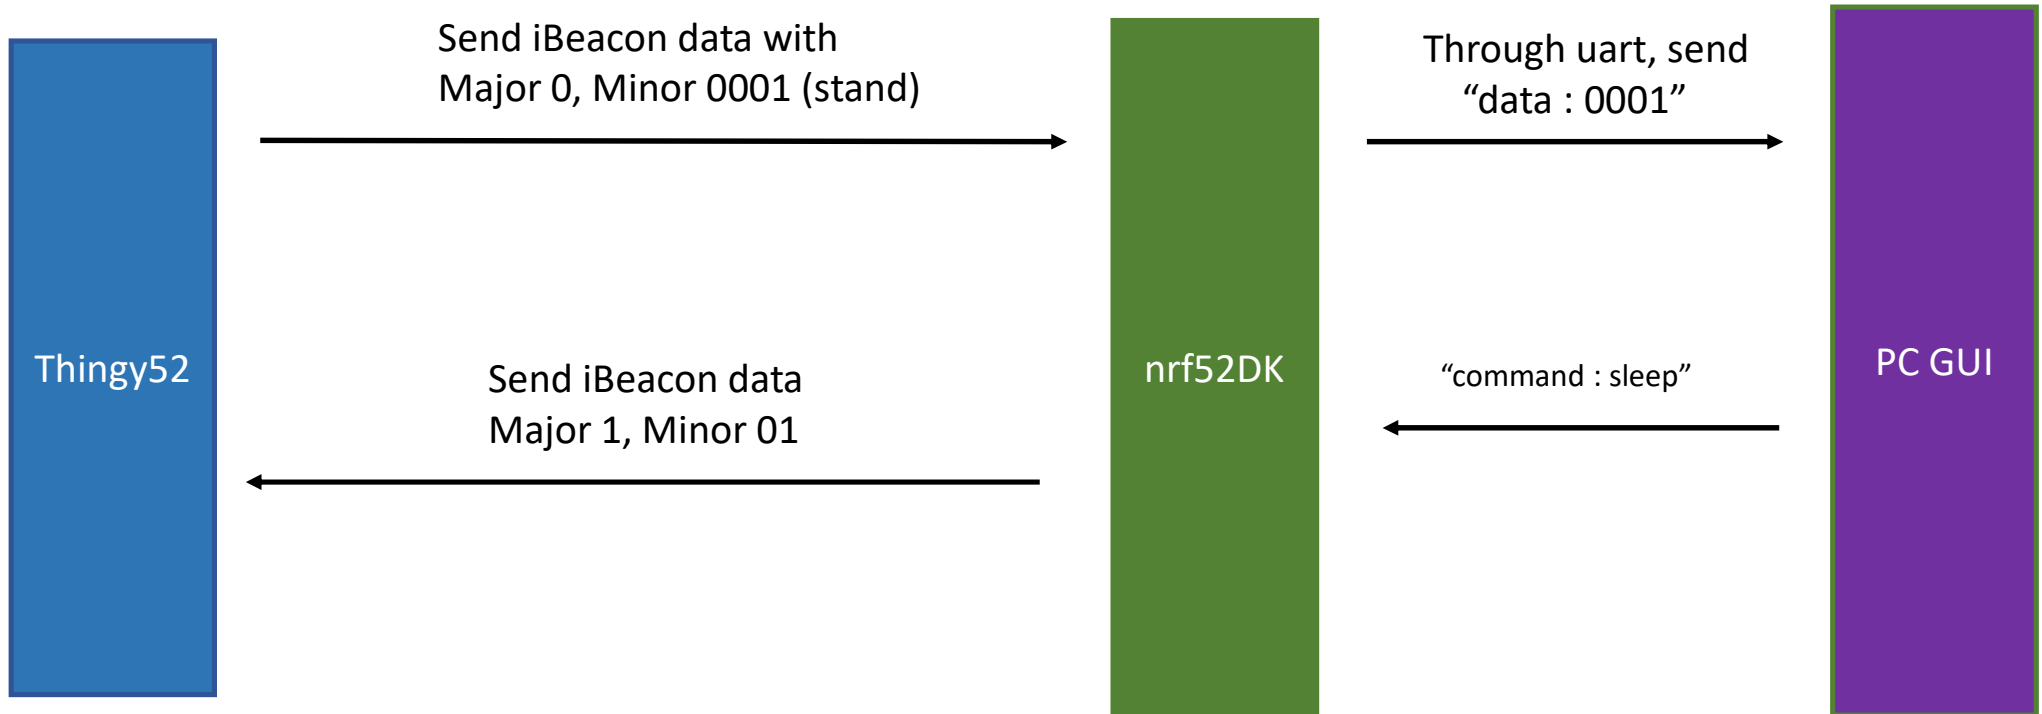 Send iBeacon data with
Major 0, Minor 0001 (stand)
Through uart, send
“data : 0001”
Thingy52
Send iBeacon data
Major 1, Minor 01
nrf52DK
“command : sleep”
PC GUI